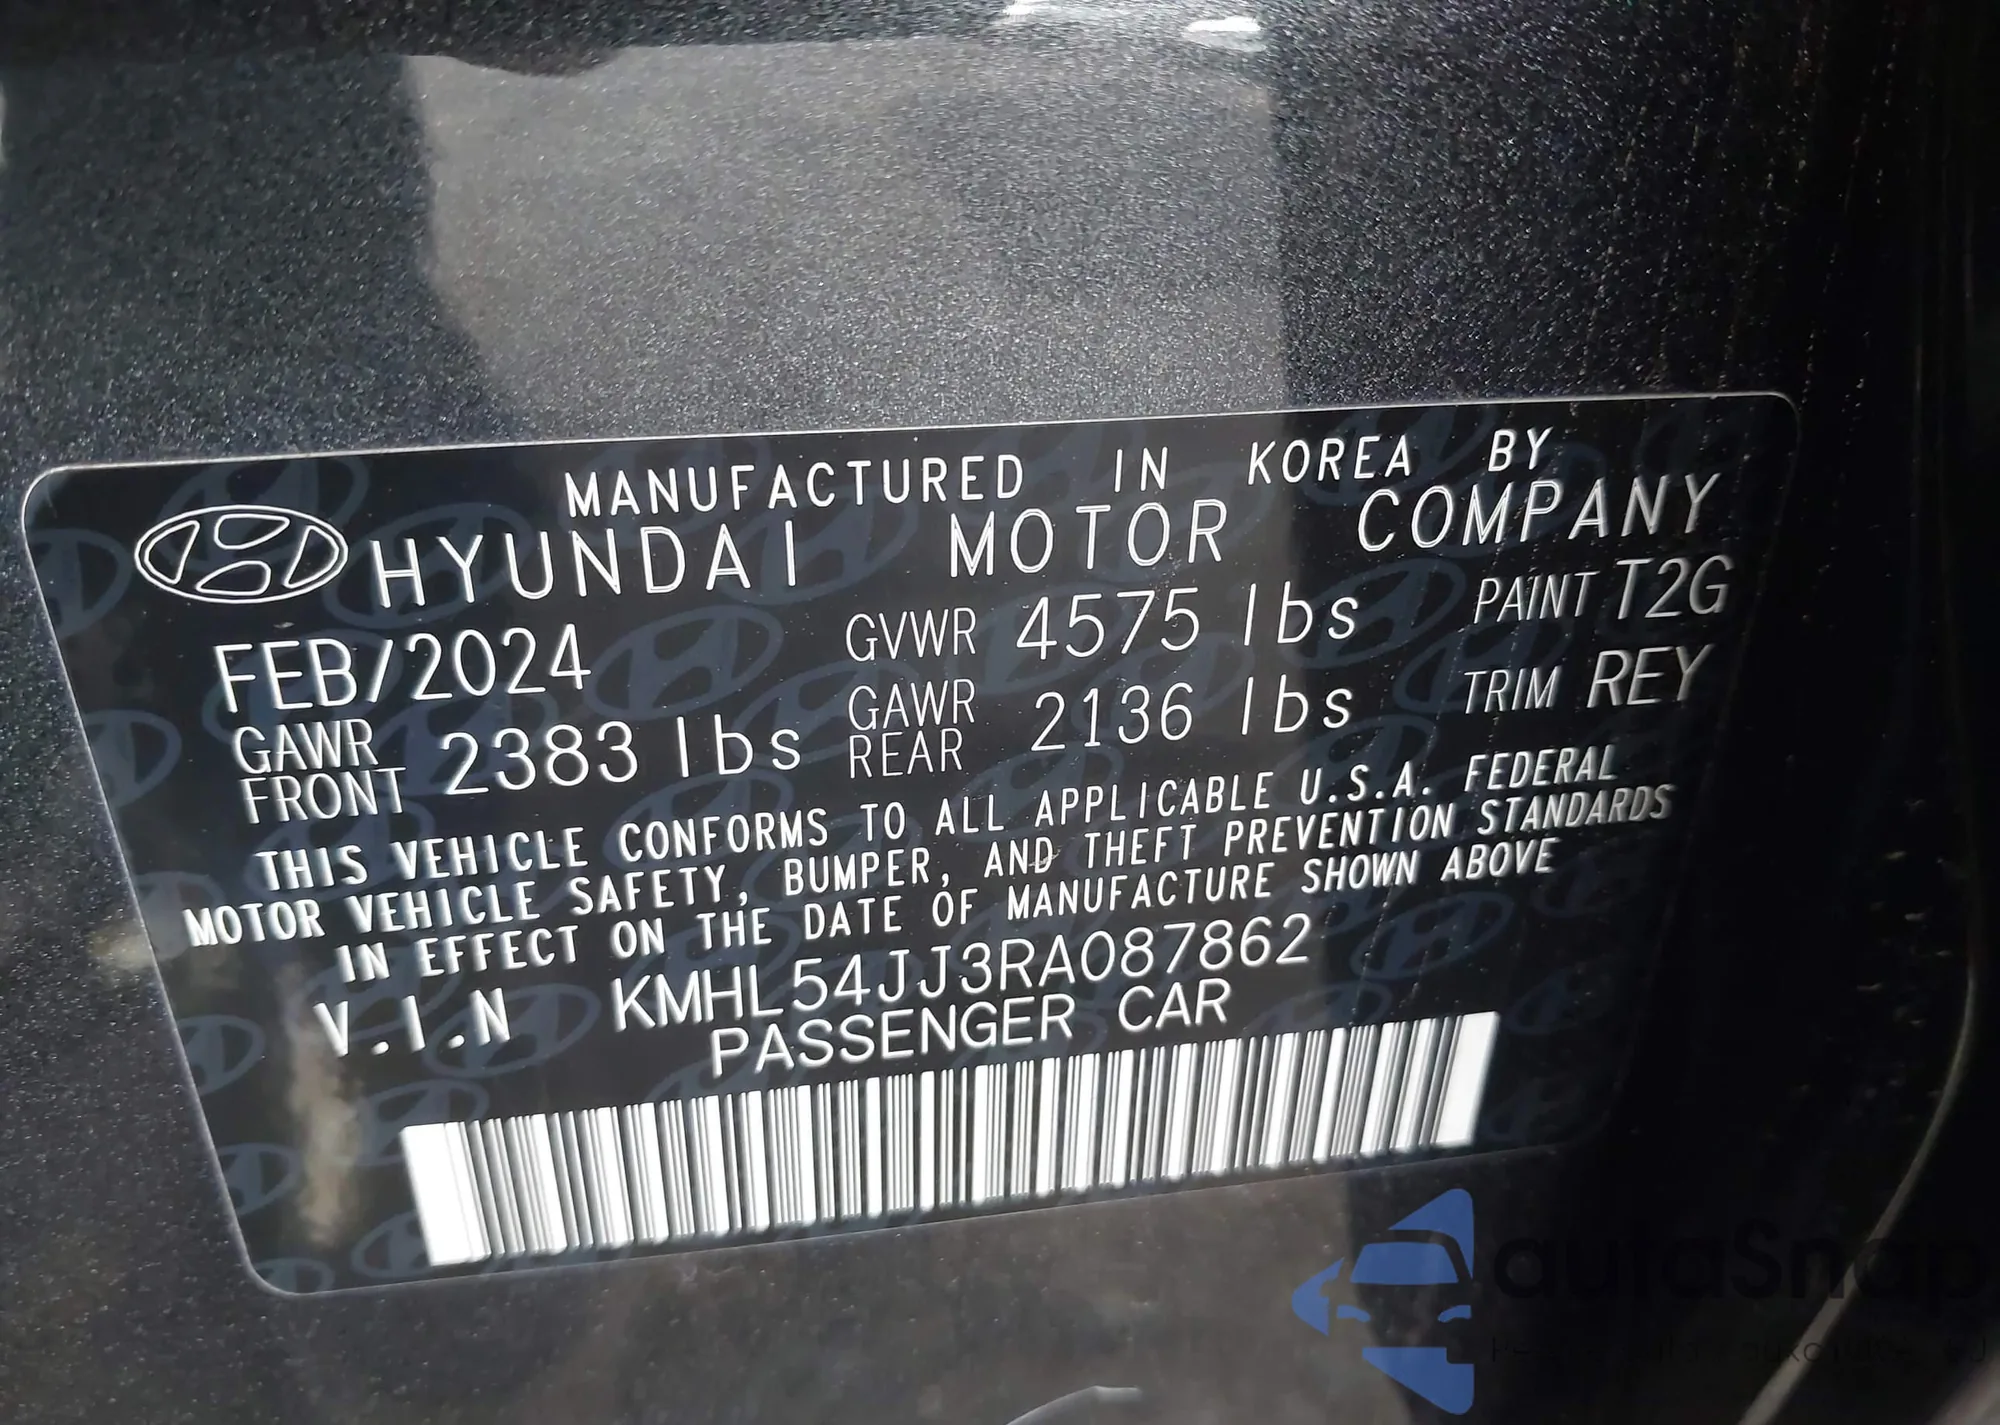 MANUFACTURED IN KOREA BY
HYUNDAI MOTOR COMPANY
FEB/2024 GVWR 4575 lbs PAINT T2G
GAWR FRONT 2383 lbs GAWR REAR 2136 lbs TRIM REY
THIS VEHICLE CONFORMS TO ALL APPLICABLE U.S.A. FEDERAL
MOTOR VEHICLE SAFETY, BUMPER, AND THEFT PREVENTION STANDARDS
IN EFFECT ON THE DATE OF MANUFACTURE SHOWN ABOVE
V.I.N KMHL54JJ3RA087862
PASSENGER CAR